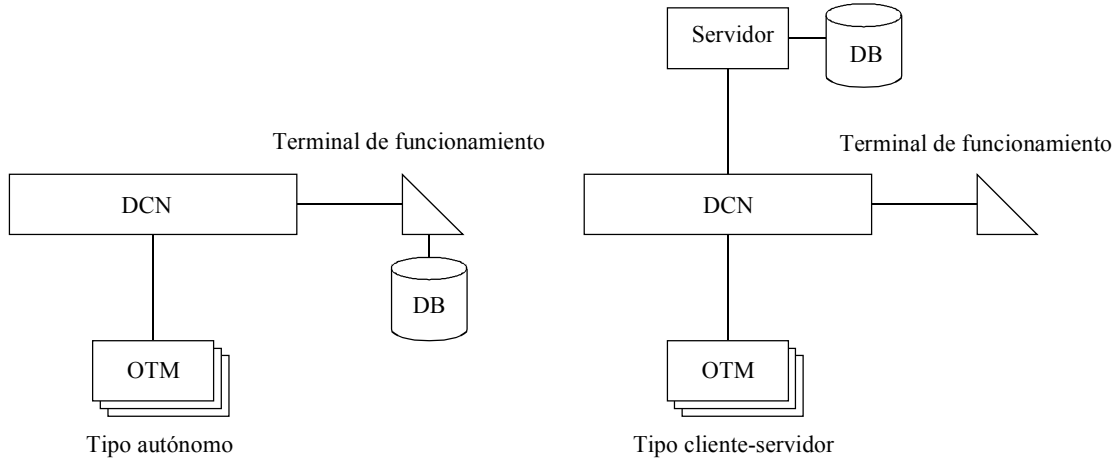 Servidor
DB
Terminal de funcionamiento
Terminal de funcionamiento
DCN
DCN
DB
OTM
OTM
Tipo autónomo
Tipo cliente-servidor